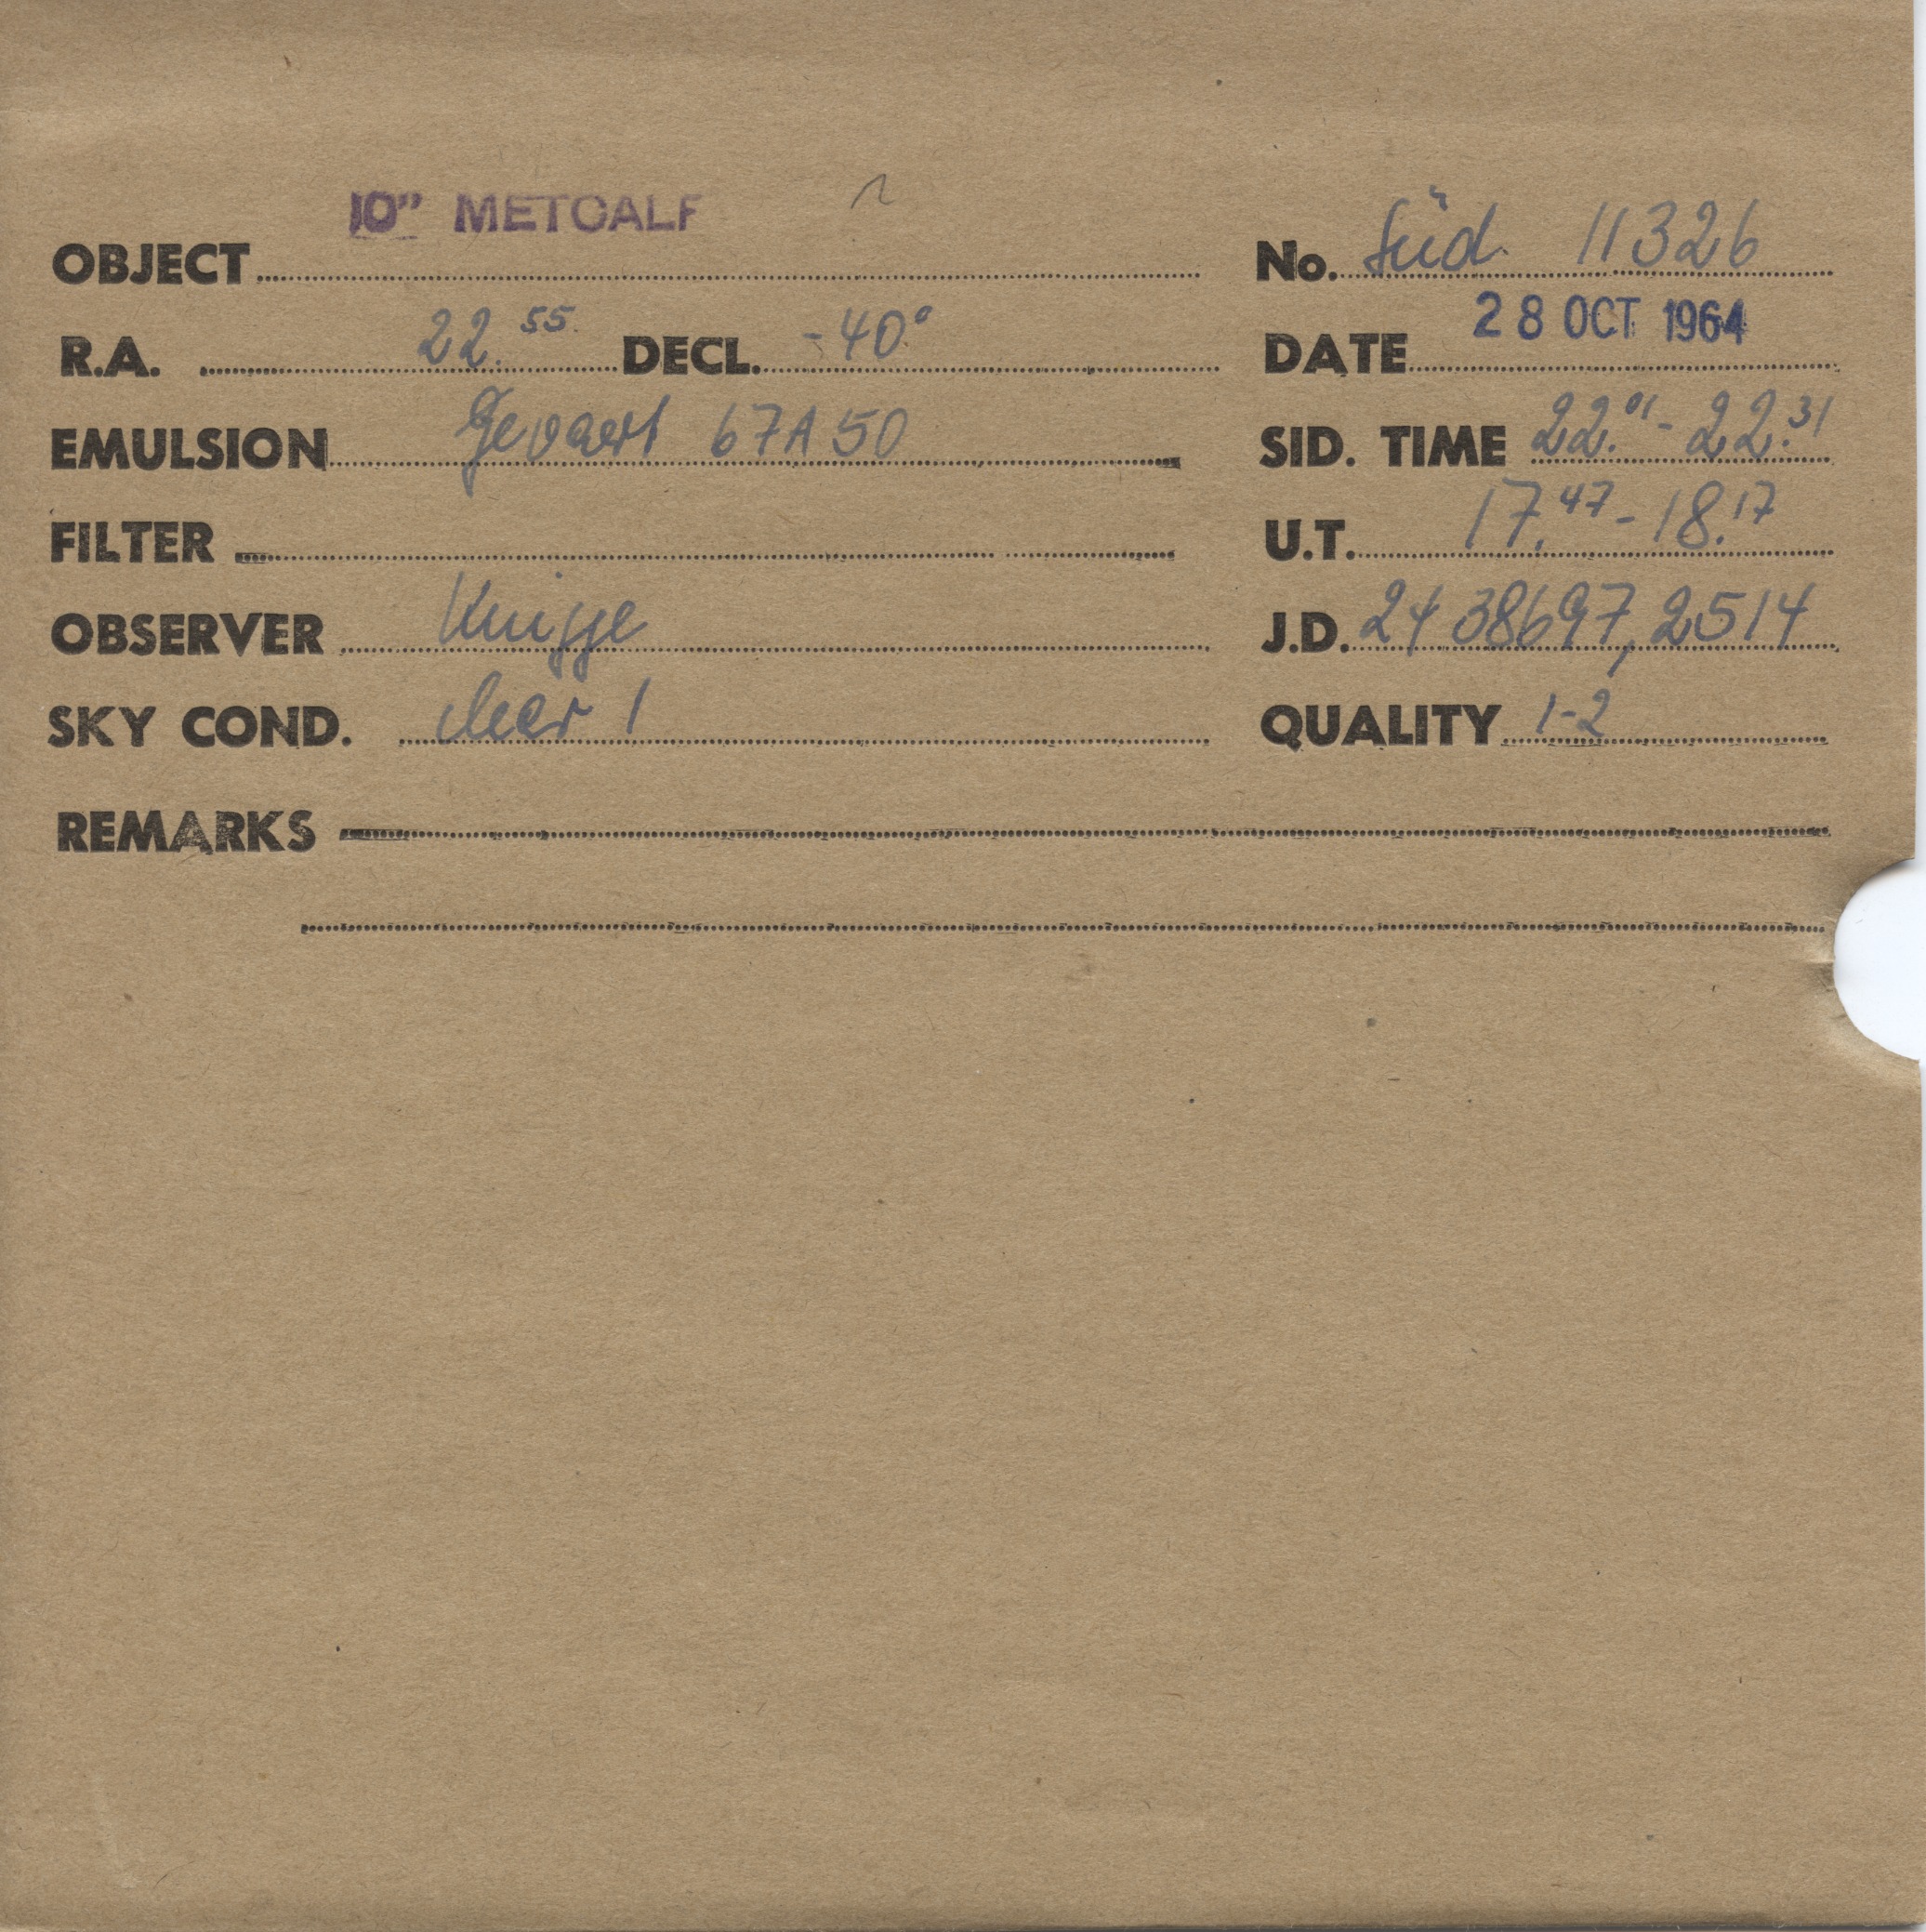 10" METCALF
OBJECT No. Süd. 11326
R.A. 22.55 DECL. -40° DATE 28 OCT 1964
EMULSION Gevaert 67A50 SID. TIME 22.01 - 22.31
FILTER U.T. 17.47 - 18.17
OBSERVER Knigge J.D. 2438697,2514
SKY COND. clear 1 QUALITY 1-2
REMARKS